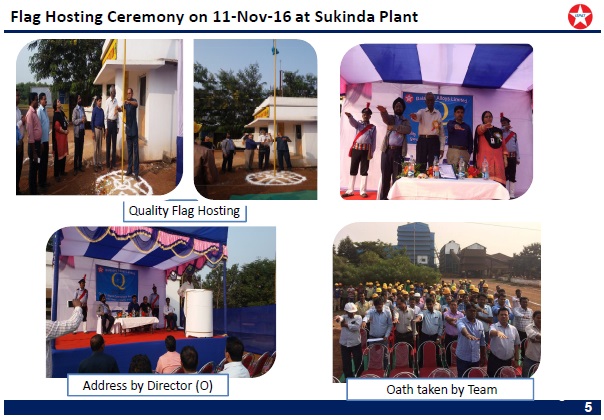 Flag Hosting Ceremony on 11-Nov-16 at Sukinda Plant
Quality Flag Hosting
Q
Address by Director (O)
Oath taken by Team
5